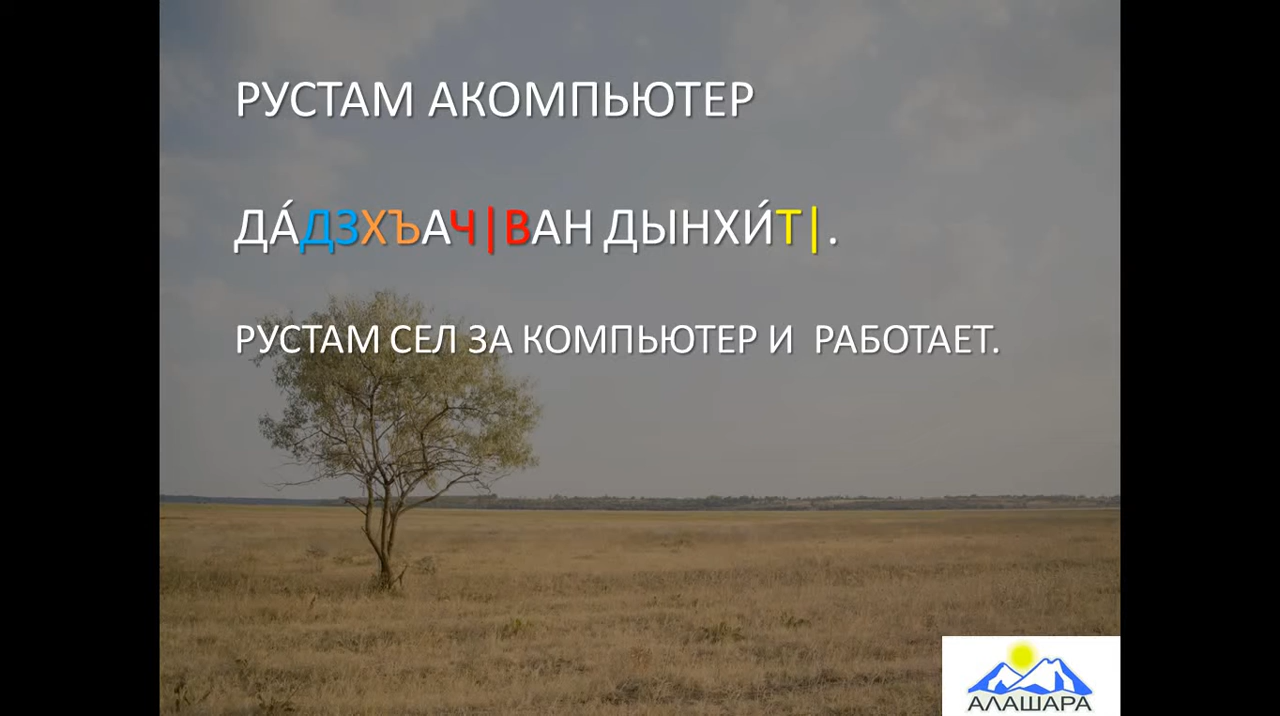 РУСТАМ АКОМПЬЮТЕР
ДА́ДЗХЪАЧ|ВАН ДЫНХИ́Т|.
РУСТАМ СЕЛ ЗА КОМПЬЮТЕР И РАБОТАЕТ.
АЛАШАРА